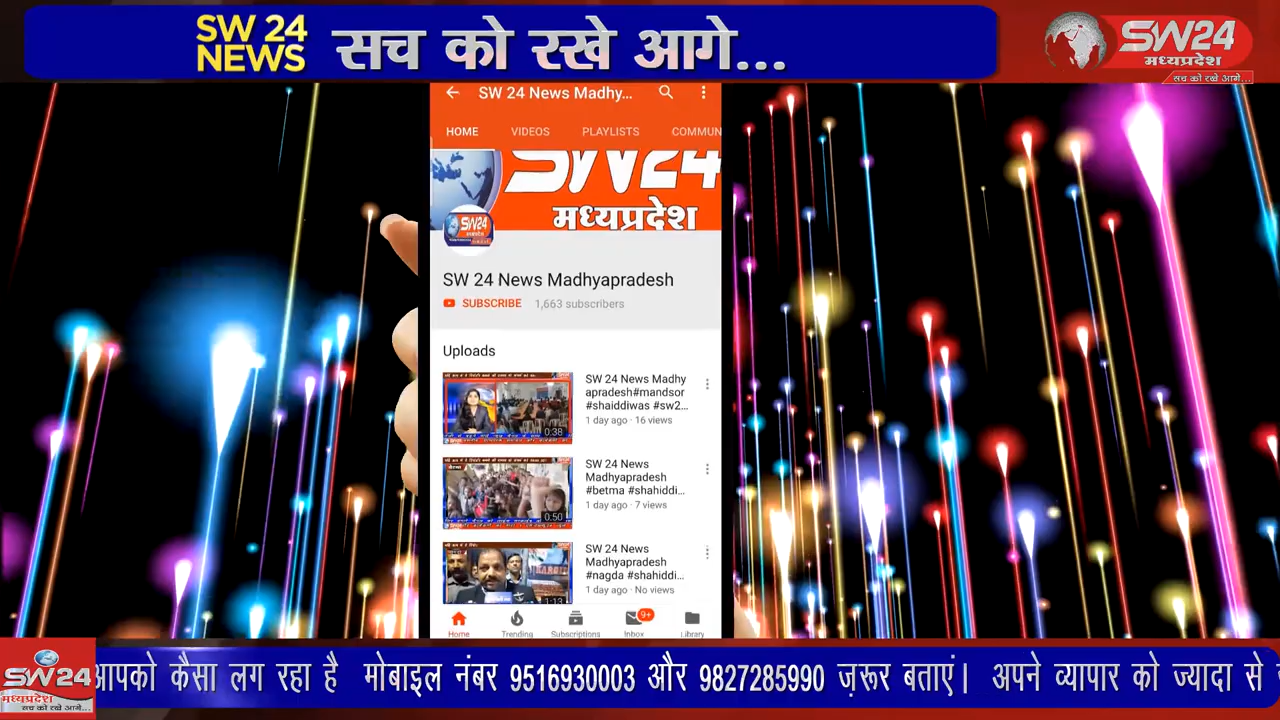 SW 24
NEWS
सच को रखे आगे...
SW24
मध्यप्रदेश
सच को रखे आगे...
SW 24 News Madhy...
HOME VIDEOS PLAYLISTS COMMUN
SW24
मध्यप्रदेश
SW24
SW 24 News Madhyapradesh
SUBSCRIBE 1,663 subscribers
Uploads
SW 24 News Madhy
apradesh#mandsor
#shaiddiwas #sw2...
1 day ago · 16 views
0:38
SW 24 News
Madhyapradesh
#betma #shahiddi...
1 day ago · 7 views
0:50
SW 24 News
Madhyapradesh
#nagda #shahiddi...
1 day ago · No views
1:13
9+
Home Trending Subscriptions Inbox Library
SW24
मध्यप्रदेश
सच को रखे आगे...
आपको कैसा लग रहा है मोबाइल नंबर 9516930003 और 9827285990 ज़रूर बताएं। अपने व्यापार को ज्यादा से